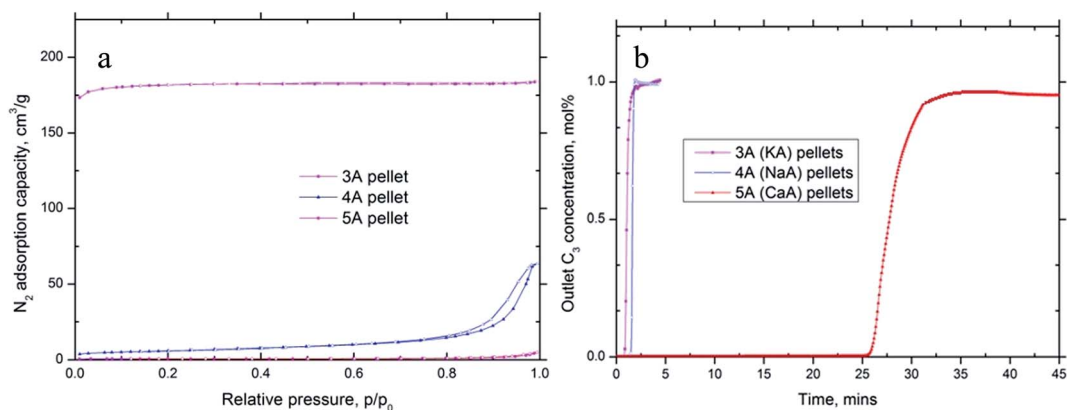 a
N₂ adsorption capacity, cm³/g
200
150
100
50
0
3A pellet
4A pellet
5A pellet
0.0 0.2 0.4 0.6 0.8 1.0
Relative pressure, p/p₀
b
Outlet C₃ concentration, mol%
1.0
0.5
0.0
3A (KA) pellets
4A (NaA) pellets
5A (CaA) pellets
0 5 10 15 20 25 30 35 40 45
Time, mins